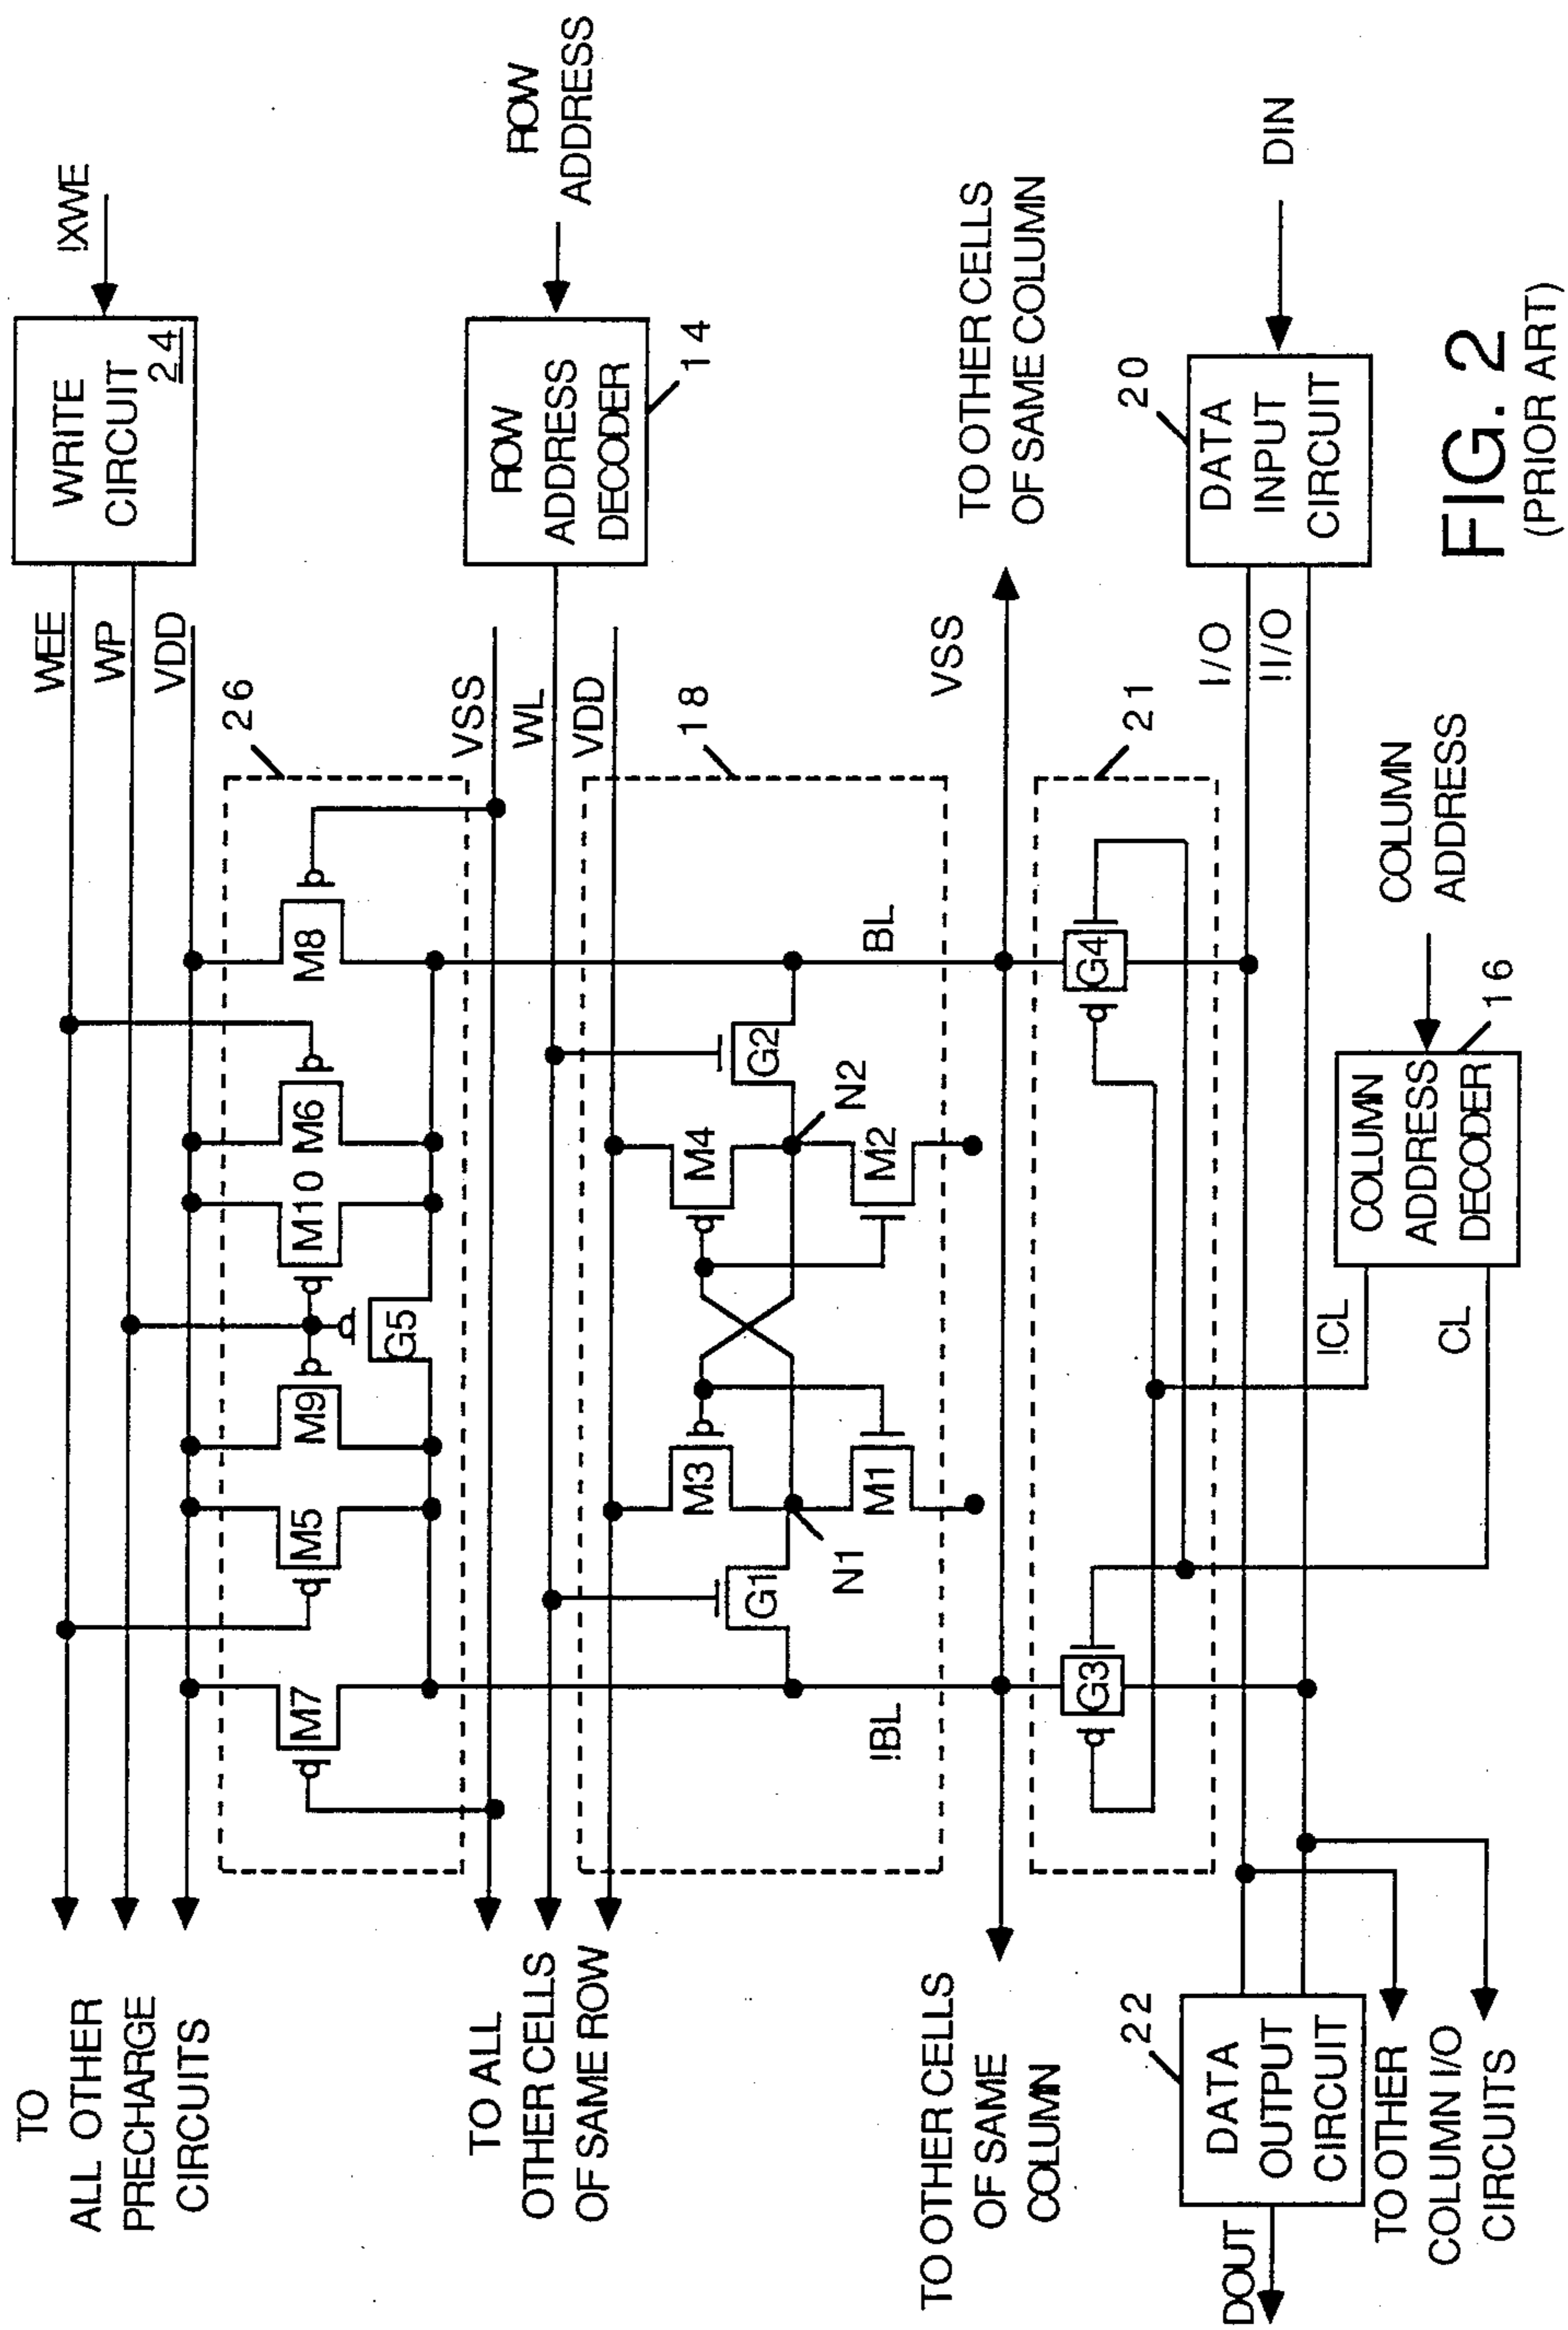 TO
ALL OTHER
PRECHARGE
CIRCUITS
WEE
WP
VDD
WRITE
CIRCUIT
24
!XWE
M7
M5
M9
G5
M10
M6
M8
26
TO ALL
OTHER CELLS
OF SAME ROW
VSS
WL
VDD
ROW
ADDRESS
DECODER
14
ROW
ADDRESS
G1
M3
M1
N1
M4
M2
N2
G2
18
!BL
BL
VSS
TO OTHER CELLS
OF SAME
COLUMN
TO OTHER CELLS
OF SAME COLUMN
G3
G4
21
I/O
!I/O
DATA
INPUT
CIRCUIT
20
DIN
22
DATA
OUTPUT
CIRCUIT
DOUT
TO OTHER
COLUMN I/O
CIRCUITS
!CL
CL
COLUMN
ADDRESS
DECODER
16
COLUMN
ADDRESS
FIG. 2
(PRIOR ART)